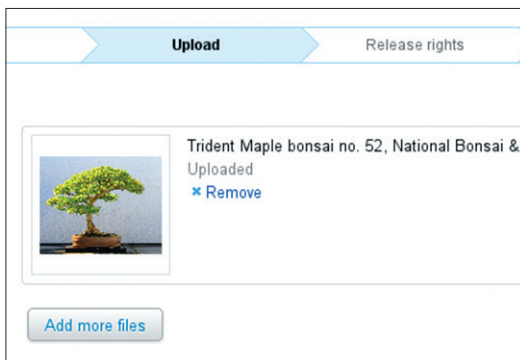 Upload
Release rights
Trident Maple bonsai no. 52, National Bonsai &
Uploaded
Remove
Add more files